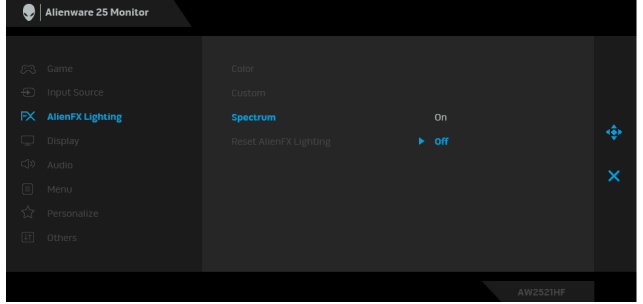 Alienware 25 Monitor
Game
Color
Input Source
Custom
AlienFX Lighting
Spectrum
On
Display
Reset AlienFX Lighting
Off
Audio
Menu
Personalize
Others
AW2521HF